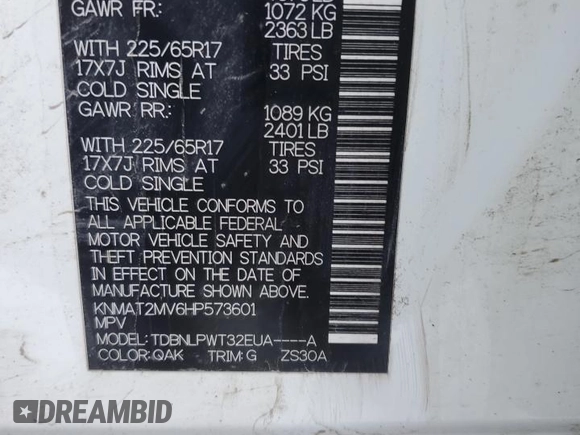 GAWR FR:
1072 KG
2363 LB
WITH 225/65R17 TIRES
17X7J RIMS AT 33 PSI
COLD SINGLE
GAWR RR:
1089 KG
2401 LB
WITH 225/65R17 TIRES
17X7J RIMS AT 33 PSI
COLD SINGLE
THIS VEHICLE CONFORMS TO
ALL APPLICABLE FEDERAL
MOTOR VEHICLE SAFETY AND
THEFT PREVENTION STANDARDS
IN EFFECT ON THE DATE OF
MANUFACTURE SHOWN ABOVE.
KNMAT2MV6HP573601
MPV
MODEL:TDBNLPWT32EUA----A
COLOR:QAK TRIM:G ZS30A
DREAMBID